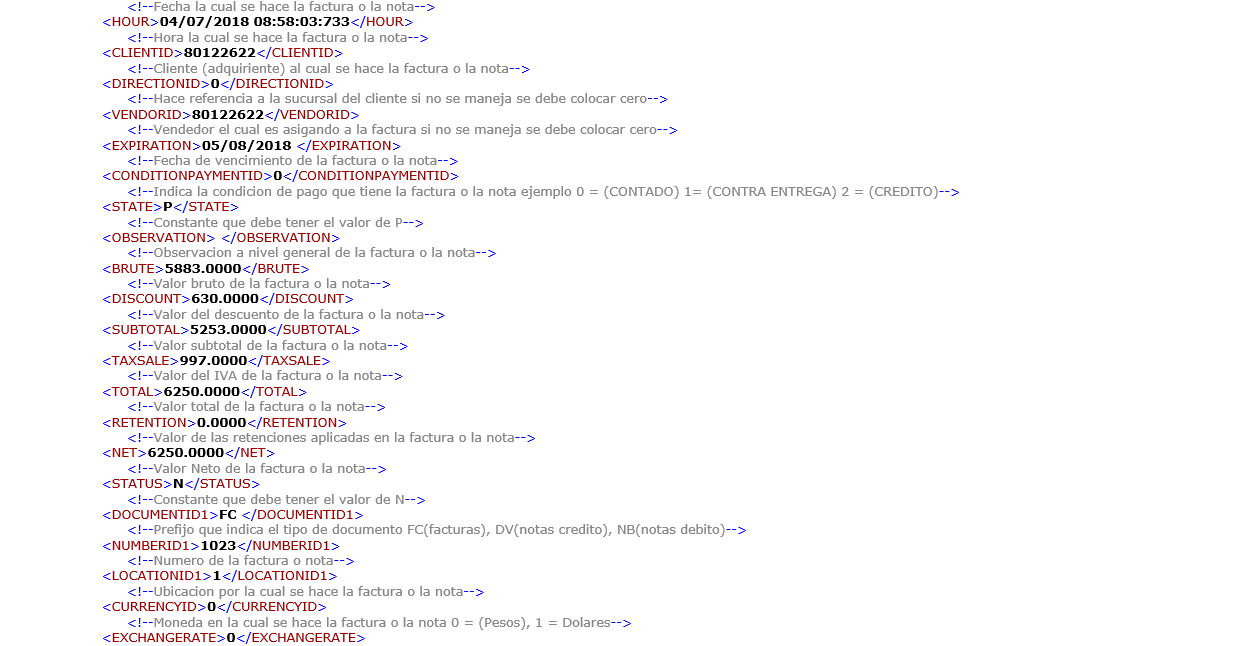 <!--Fecha la cual se hace la factura o la nota-->
<HOUR>04/07/2018 08:58:03:733</HOUR>
<!--Hora la cual se hace la factura o la nota-->
<CLIENTID>80122622</CLIENTID>
<!--Cliente (adquiriente) al cual se hace la factura o la nota-->
<DIRECTIONID>0</DIRECTIONID>
<!--Hace referencia a la sucursal del cliente si no se maneja se debe colocar cero-->
<VENDORID>80122622</VENDORID>
<!--Vendedor el cual es asigando a la factura si no se maneja se debe colocar cero-->
<EXPIRATION>05/08/2018 </EXPIRATION>
<!--Fecha de vencimiento de la factura o la nota-->
<CONDITIONPAYMENTID>0</CONDITIONPAYMENTID>
<!--Indica la condicion de pago que tiene la factura o la nota ejemplo 0 = (CONTADO) 1= (CONTRA ENTREGA) 2 = (CREDITO)-->
<STATE>P</STATE>
<!--Constante que debe tener el valor de P-->
<OBSERVATION> </OBSERVATION>
<!--Observacion a nivel general de la factura o la nota-->
<BRUTE>5883.0000</BRUTE>
<!--Valor bruto de la factura o la nota-->
<DISCOUNT>630.0000</DISCOUNT>
<!--Valor del descuento de la factura o la nota-->
<SUBTOTAL>5253.0000</SUBTOTAL>
<!--Valor subtotal de la factura o la nota-->
<TAXSALE>997.0000</TAXSALE>
<!--Valor del IVA de la factura o la nota-->
<TOTAL>6250.0000</TOTAL>
<!--Valor total de la factura o la nota-->
<RETENTION>0.0000</RETENTION>
<!--Valor de las retenciones aplicadas en la factura o la nota-->
<NET>6250.0000</NET>
<!--Valor Neto de la factura o la nota-->
<STATUS>N</STATUS>
<!--Constante que debe tener el valor de N-->
<DOCUMENTID1>FC </DOCUMENTID1>
<!--Prefijo que indica el tipo de documento FC(facturas), DV(notas credito), NB(notas debito)-->
<NUMBERID1>1023</NUMBERID1>
<!--Numero de la factura o nota-->
<LOCATIONID1>1</LOCATIONID1>
<!--Ubicacion por la cual se hace la factura o la nota-->
<CURRENCYID>0</CURRENCYID>
<!--Moneda en la cual se hace la factura o la nota 0 = (Pesos), 1 = Dolares-->
<EXCHANGERATE>0</EXCHANGERATE>